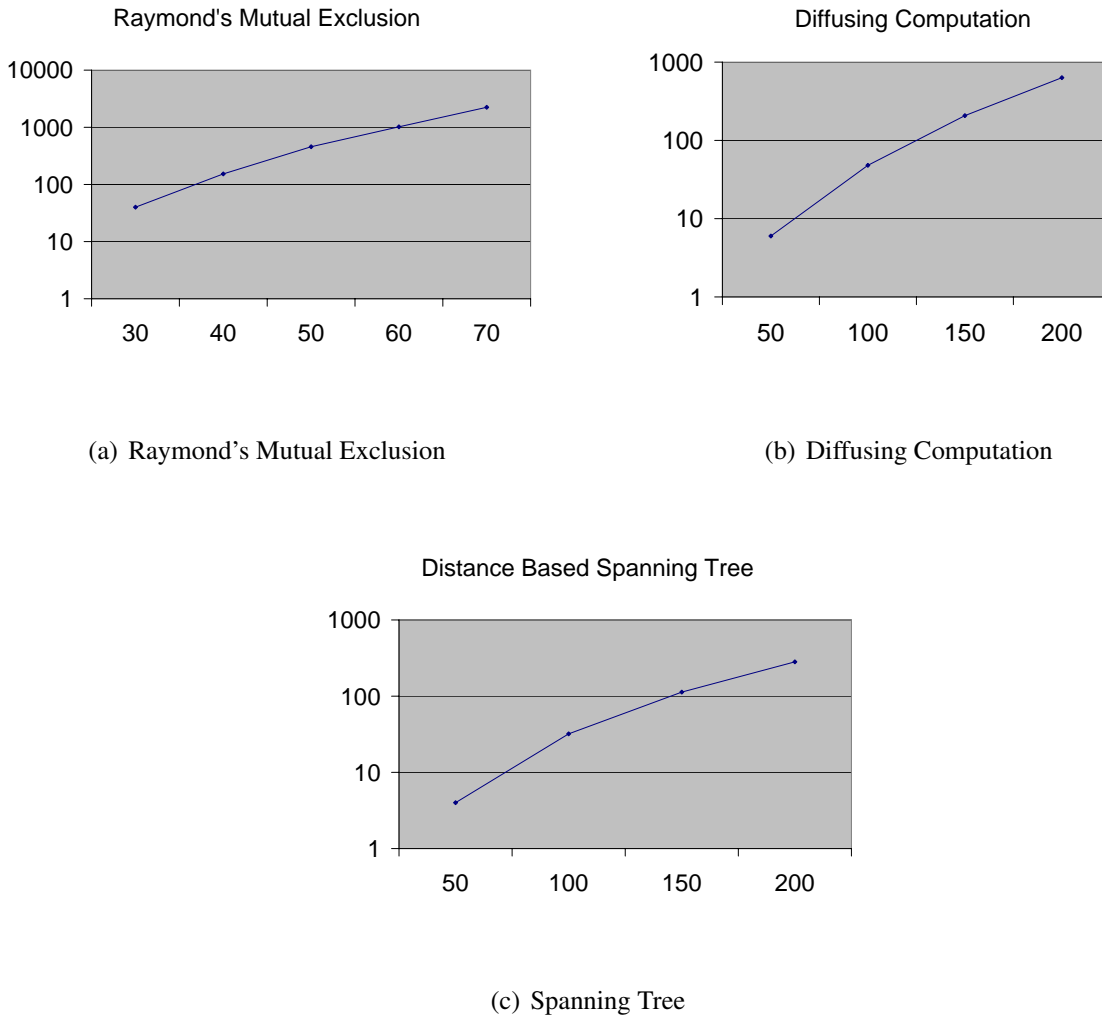 Raymond's Mutual Exclusion
10000
1000
100
10
1
30 40 50 60 70
(a) Raymond's Mutual Exclusion
Diffusing Computation
1000
100
10
1
50 100 150 200
(b) Diffusing Computation
Distance Based Spanning Tree
1000
100
10
1
50 100 150 200
(c) Spanning Tree